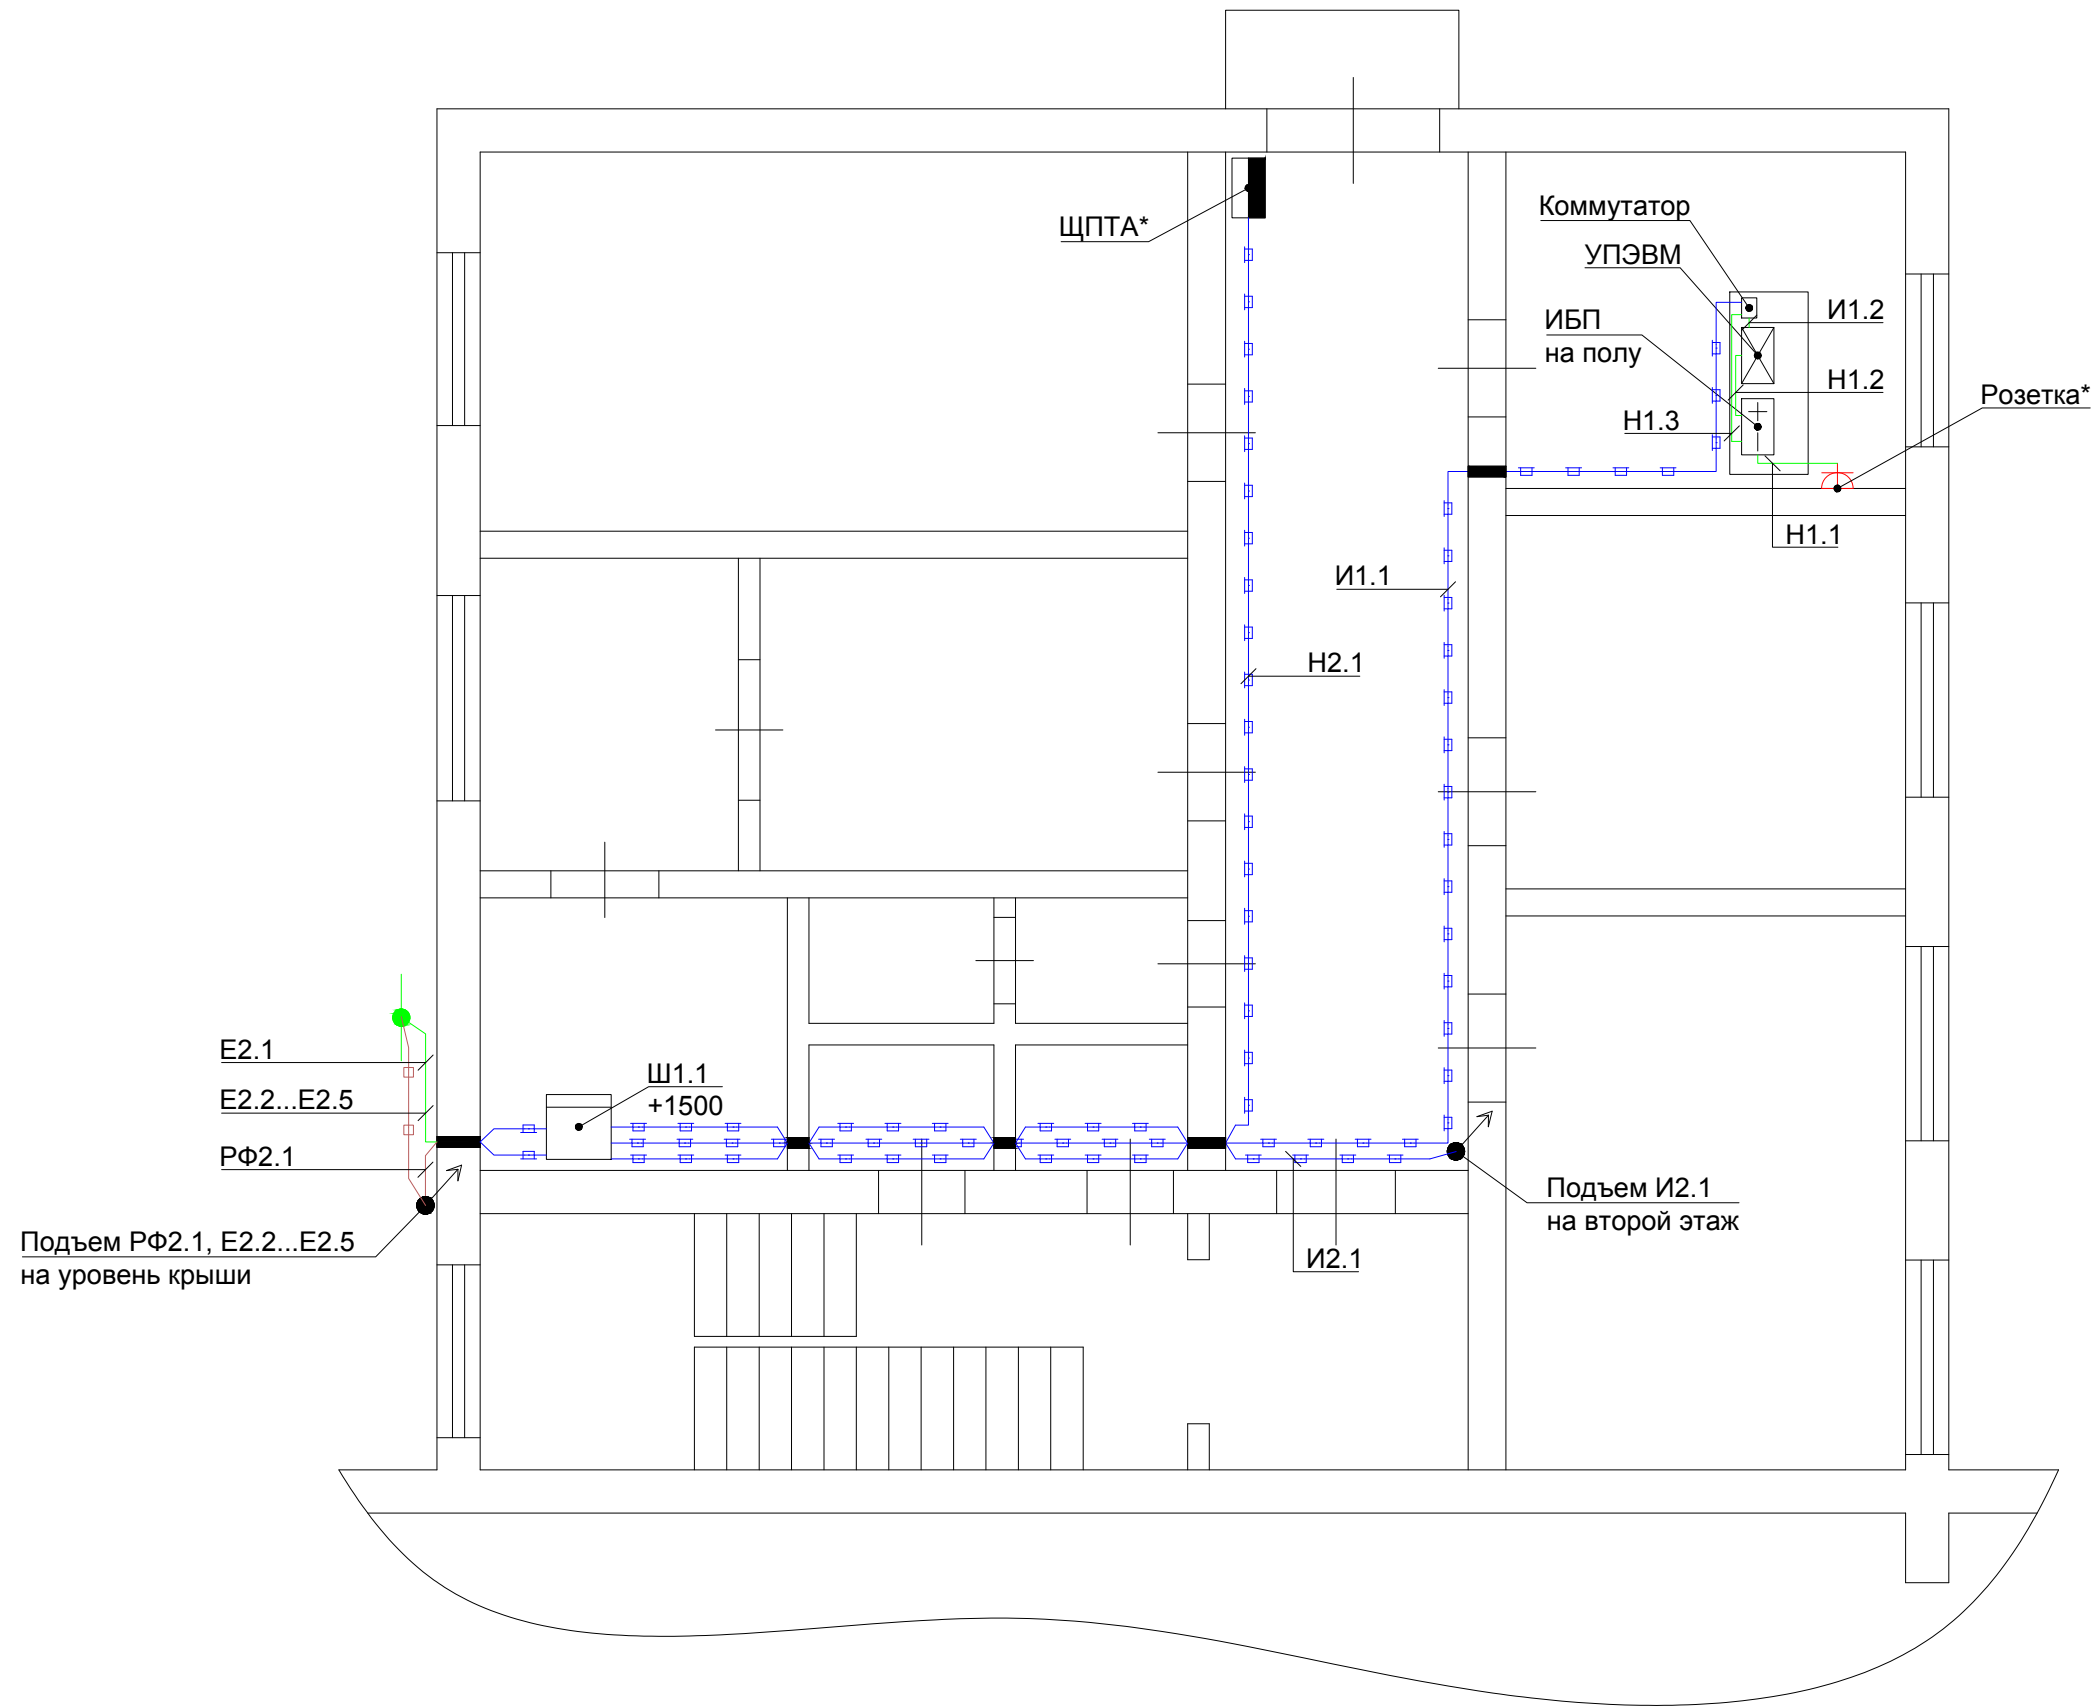 ЩПТА*
Коммутатор
УПЭВМ
ИБП
на полу
И1.2
Н1.2
Розетка*
Н1.3
Н1.1
И1.1
Н2.1
Е2.1
Е2.2...Е2.5
РФ2.1
Ш1.1
+1500
Подъем РФ2.1, Е2.2...Е2.5
на уровень крыши
Подъем И2.1
на второй этаж
И2.1